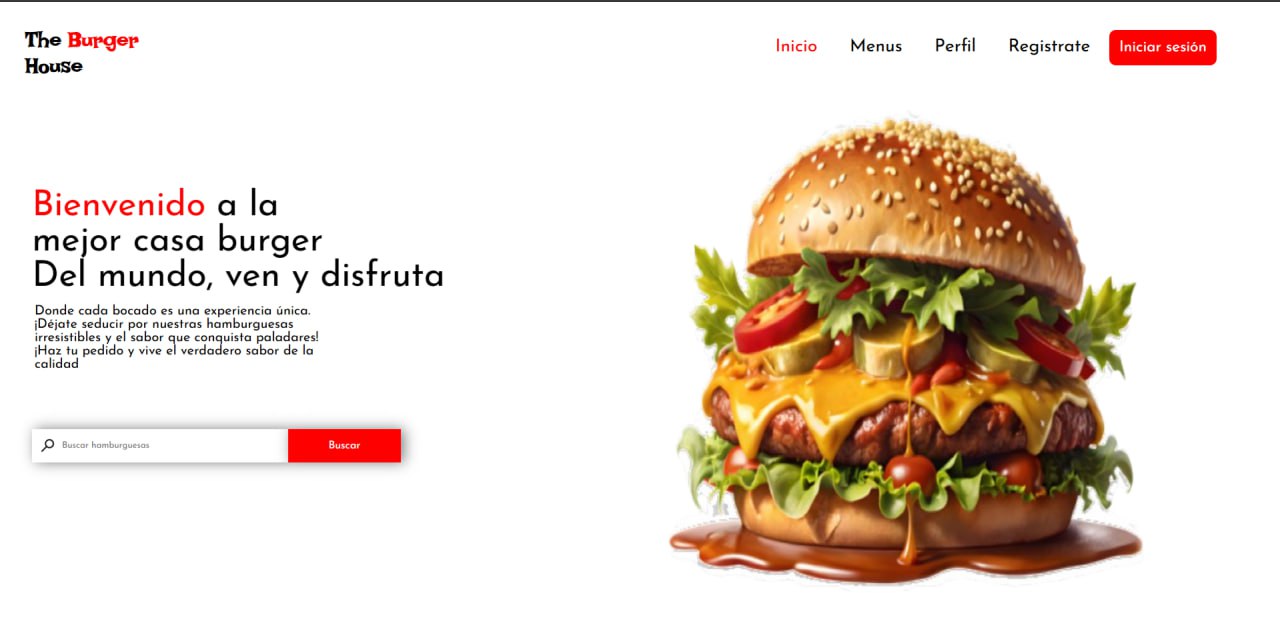 The Burger
House
Inicio Menus Perfil Registrate Iniciar sesión
Bienvenido a la
mejor casa burger
Del mundo, ven y disfruta
Donde cada bocado es una experiencia única.
¡Déjate seducir por nuestras hamburguesas
irresistibles y el sabor que conquista paladares!
¡Haz tu pedido y vive el verdadero sabor de la
calidad
Buscar hamburguesas Buscar